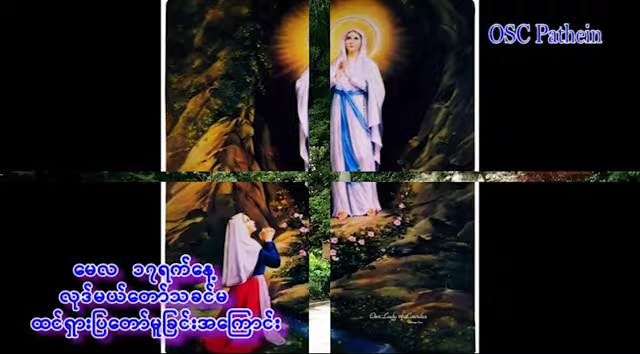 OSC Pathein
မေလ ၁၇ရက်နေ့
လုဒ်မယ်တော်သခင်မ
ထင်ရှားပြတော်မူခြင်းအကြောင်း
Our Lady of Lourdes